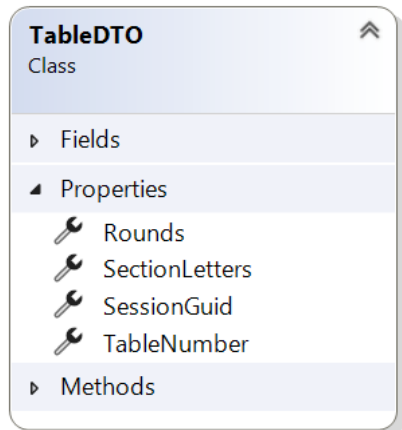 TableDTO
Class
Fields
Properties
Rounds
SectionLetters
SessionGuid
TableNumber
Methods